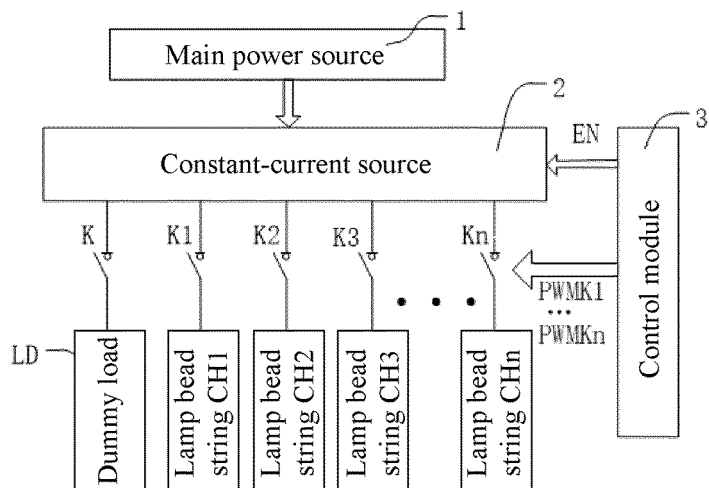 1
Main power source
2
3
EN
Constant-current source
K
K1
K2
K3
Kn
PWMK1
...
PWMKn
Control module
LD
Dummy load
Lamp bead
string CH1
Lamp bead
string CH2
Lamp bead
string CH3
Lamp bead
string CHn